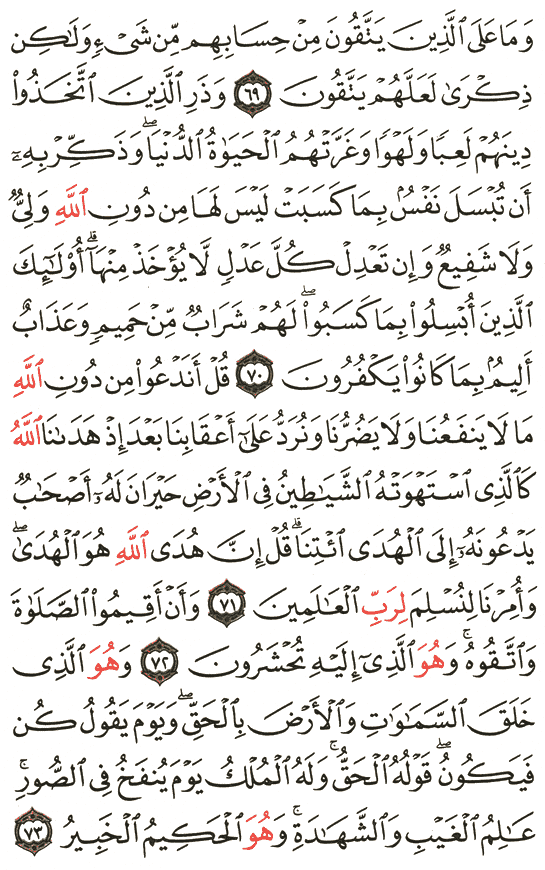 وَمَا عَلَى ٱلَّذِينَ يَتَّقُونَ مِنْ حِسَابِهِم مِّن شَىْءٍ وَلَـٰكِن
ذِكْرَىٰ لَعَلَّهُمْ يَتَّقُونَ ٦٩ وَذَرِ ٱلَّذِينَ ٱتَّخَذُوا۟
دِينَهُمْ لَعِبًا وَلَهْوًا وَغَرَّتْهُمُ ٱلْحَيَوٰةُ ٱلدُّنْيَا ۖ وَذَكِّرْ بِهِۦٓ
أَن تُبْسَلَ نَفْسٌۢ بِمَا كَسَبَتْ لَيْسَ لَهَا مِن دُونِ ٱللَّهِ وَلِىٌّ
وَلَا شَفِيعٌ وَإِن تَعْدِلْ كُلَّ عَدْلٍ لَّا يُؤْخَذْ مِنْهَآ ۗ أُو۟لَـٰٓئِكَ
ٱلَّذِينَ أُبْسِلُوا۟ بِمَا كَسَبُوا۟ ۖ لَهُمْ شَرَابٌ مِّنْ حَمِيمٍ وَعَذَابٌ
أَلِيمٌۢ بِمَا كَانُوا۟ يَكْفُرُونَ ٧٠ قُلْ أَنَدْعُوا۟ مِن دُونِ ٱللَّهِ
مَا لَا يَنفَعُنَا وَلَا يَضُرُّنَا وَنُرَدُّ عَلَىٰٓ أَعْقَابِنَا بَعْدَ إِذْ هَدَىٰنَا ٱللَّهُ
كَٱلَّذِى ٱسْتَهْوَتْهُ ٱلشَّيَـٰطِينُ فِى ٱلْأَرْضِ حَيْرَانَ لَهُۥٓ أَصْحَـٰبٌ
يَدْعُونَهُۥٓ إِلَى ٱلْهُدَى ٱئْتِنَا ۗ قُلْ إِنَّ هُدَى ٱللَّهِ هُوَ ٱلْهُدَىٰ ۖ
وَأُمِرْنَا لِنُسْلِمَ لِرَبِّ ٱلْعَـٰلَمِينَ ٧١ وَأَنْ أَقِيمُوا۟ ٱلصَّلَوٰةَ
وَٱتَّقُوهُ ۚ وَهُوَ ٱلَّذِىٓ إِلَيْهِ تُحْشَرُونَ ٧٢ وَهُوَ ٱلَّذِى
خَلَقَ ٱلسَّمَـٰوَٰتِ وَٱلْأَرْضَ بِٱلْحَقِّ ۖ وَيَوْمَ يَقُولُ كُن
فَيَكُونُ ۖ قَوْلُهُ ٱلْحَقُّ ۚ وَلَهُ ٱلْمُلْكُ يَوْمَ يُنفَخُ فِى ٱلصُّورِ ۚ
عَـٰلِمُ ٱلْغَيْبِ وَٱلشَّهَـٰدَةِ ۚ وَهُوَ ٱلْحَكِيمُ ٱلْخَبِيرُ ٧٣